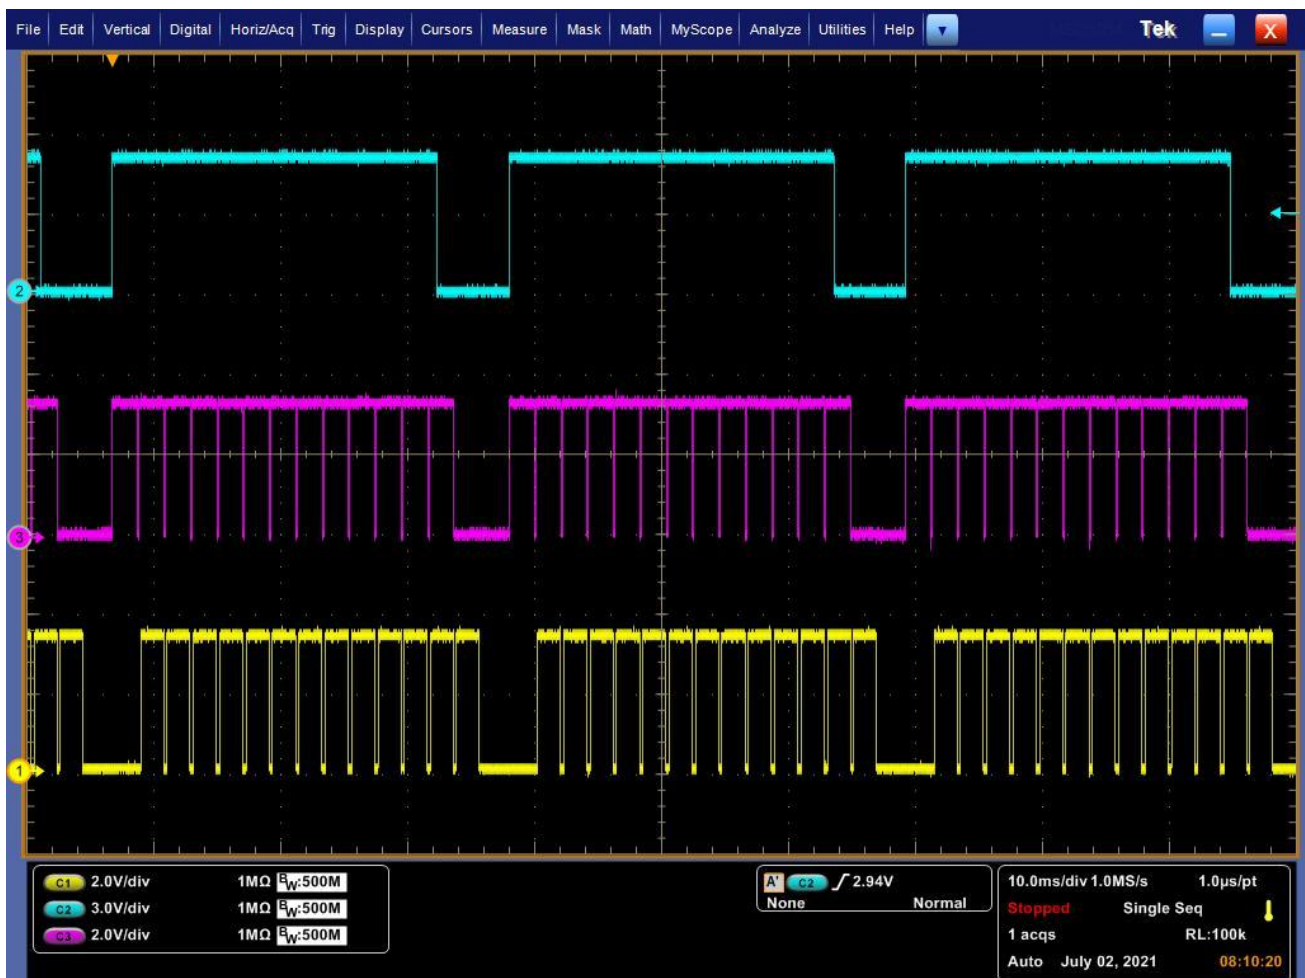 File Edit Vertical Digital Horiz/Acq Trig Display Cursors Measure Mask Math MyScope Analyze Utilities Help Tek X
2
3
1
C1 2.0V/div 1MΩ BW:500M
C2 3.0V/div 1MΩ BW:500M
C3 2.0V/div 1MΩ BW:500M
A' C2 2.94V
None Normal
10.0ms/div 1.0MS/s 1.0µs/pt
Stopped Single Seq
1 acqs RL:100k
Auto July 02, 2021 08:10:20